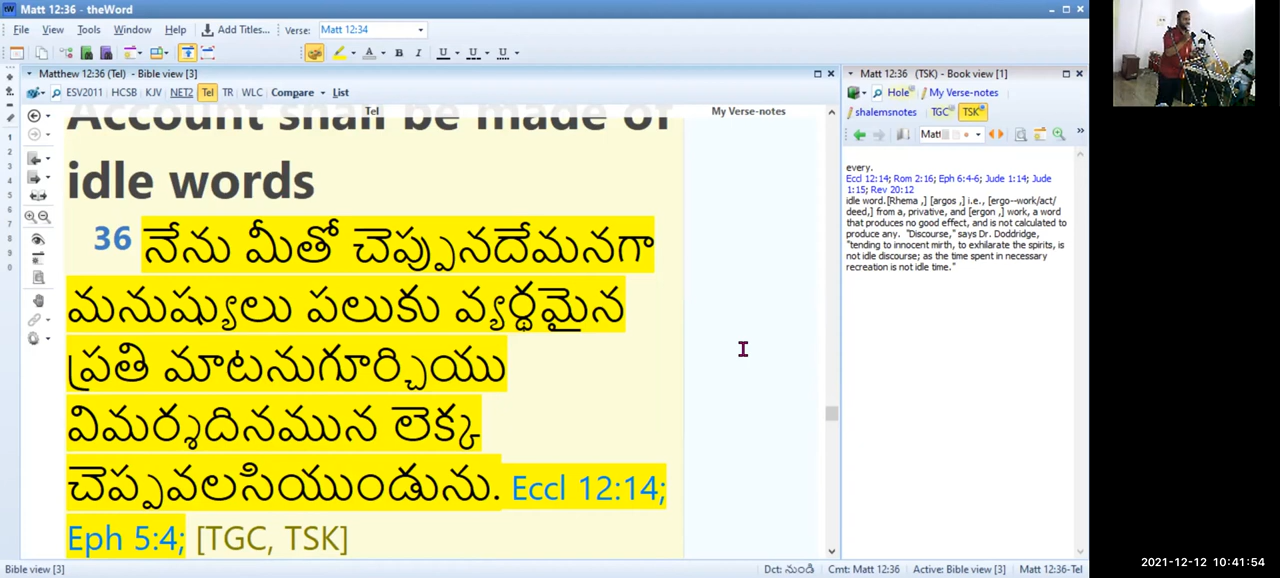 Matt 12:36 - theWord
File View Tools Window Help Add Titles... Verse: Matt 12:34
Matthew 12:36 (Tel) - Bible view [3]
ESV2011 HCSB KJV NET2 Tel TR WLC Compare List
Tel My Verse-notes
Account shall be made of
idle words
36 నేను మీతో చెప్పునదేమనగా
మనుష్యులు పలుకు వ్యర్థమైన
ప్రతి మాటనుగూర్చియు
విమర్శదినమున లెక్క
చెప్పవలసియుండును. Eccl 12:14;
Eph 5:4; [TGC, TSK]
Matt 12:36 (TSK) - Book view [1]
Hole My Verse-notes
shalemsnotes TGC TSK
Matt
every.
Eccl 12:14; Rom 2:16; Eph 6:4-6; Jude 1:14; Jude
1:15; Rev 20:12
idle word.[Rhema ,] [argos ,] i.e., [ergo--work/act/
deed,] from a, privative, and [ergon ,] work, a word
that produces no good effect, and is not calculated to
produce any. "Discourse," says Dr. Doddridge,
"tending to innocent mirth, to exhilarate the spirits, is
not idle discourse; as the time spent in necessary
recreation is not idle time."
Bible view [3] Dct: నుండి Cmt: Matt 12:36 Active: Bible view [3] Matt 12:36-Tel
2021-12-12 10:41:54